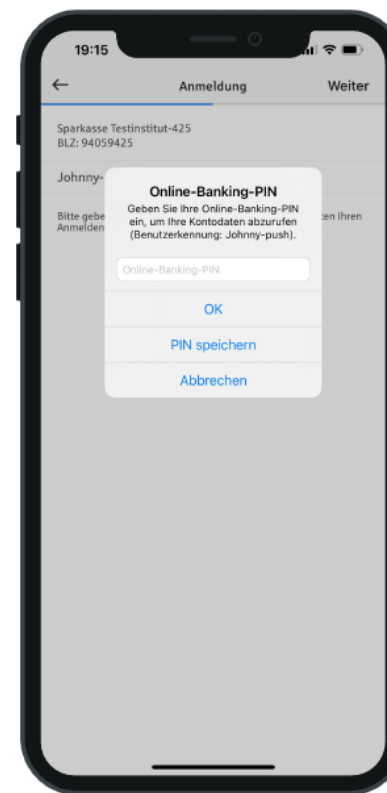 19:15
Anmeldung
Weiter
Sparkasse Testinstitut-425
BLZ: 94059425
Johnny-
Online-Banking-PIN
Geben Sie Ihre Online-Banking-PIN
ein, um Ihre Kontodaten abzurufen
(Benutzerkennung: Johnny-push).
Bitte gebe
Anmelden
Ihren
Online-Banking-PIN
OK
PIN speichern
Abbrechen